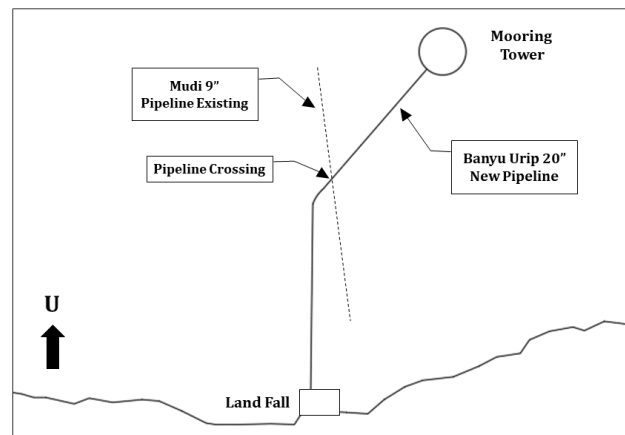 Mooring
Tower
Mudi 9”
Pipeline Existing
Pipeline Crossing
Banyu Urip 20”
New Pipeline
U
Land Fall